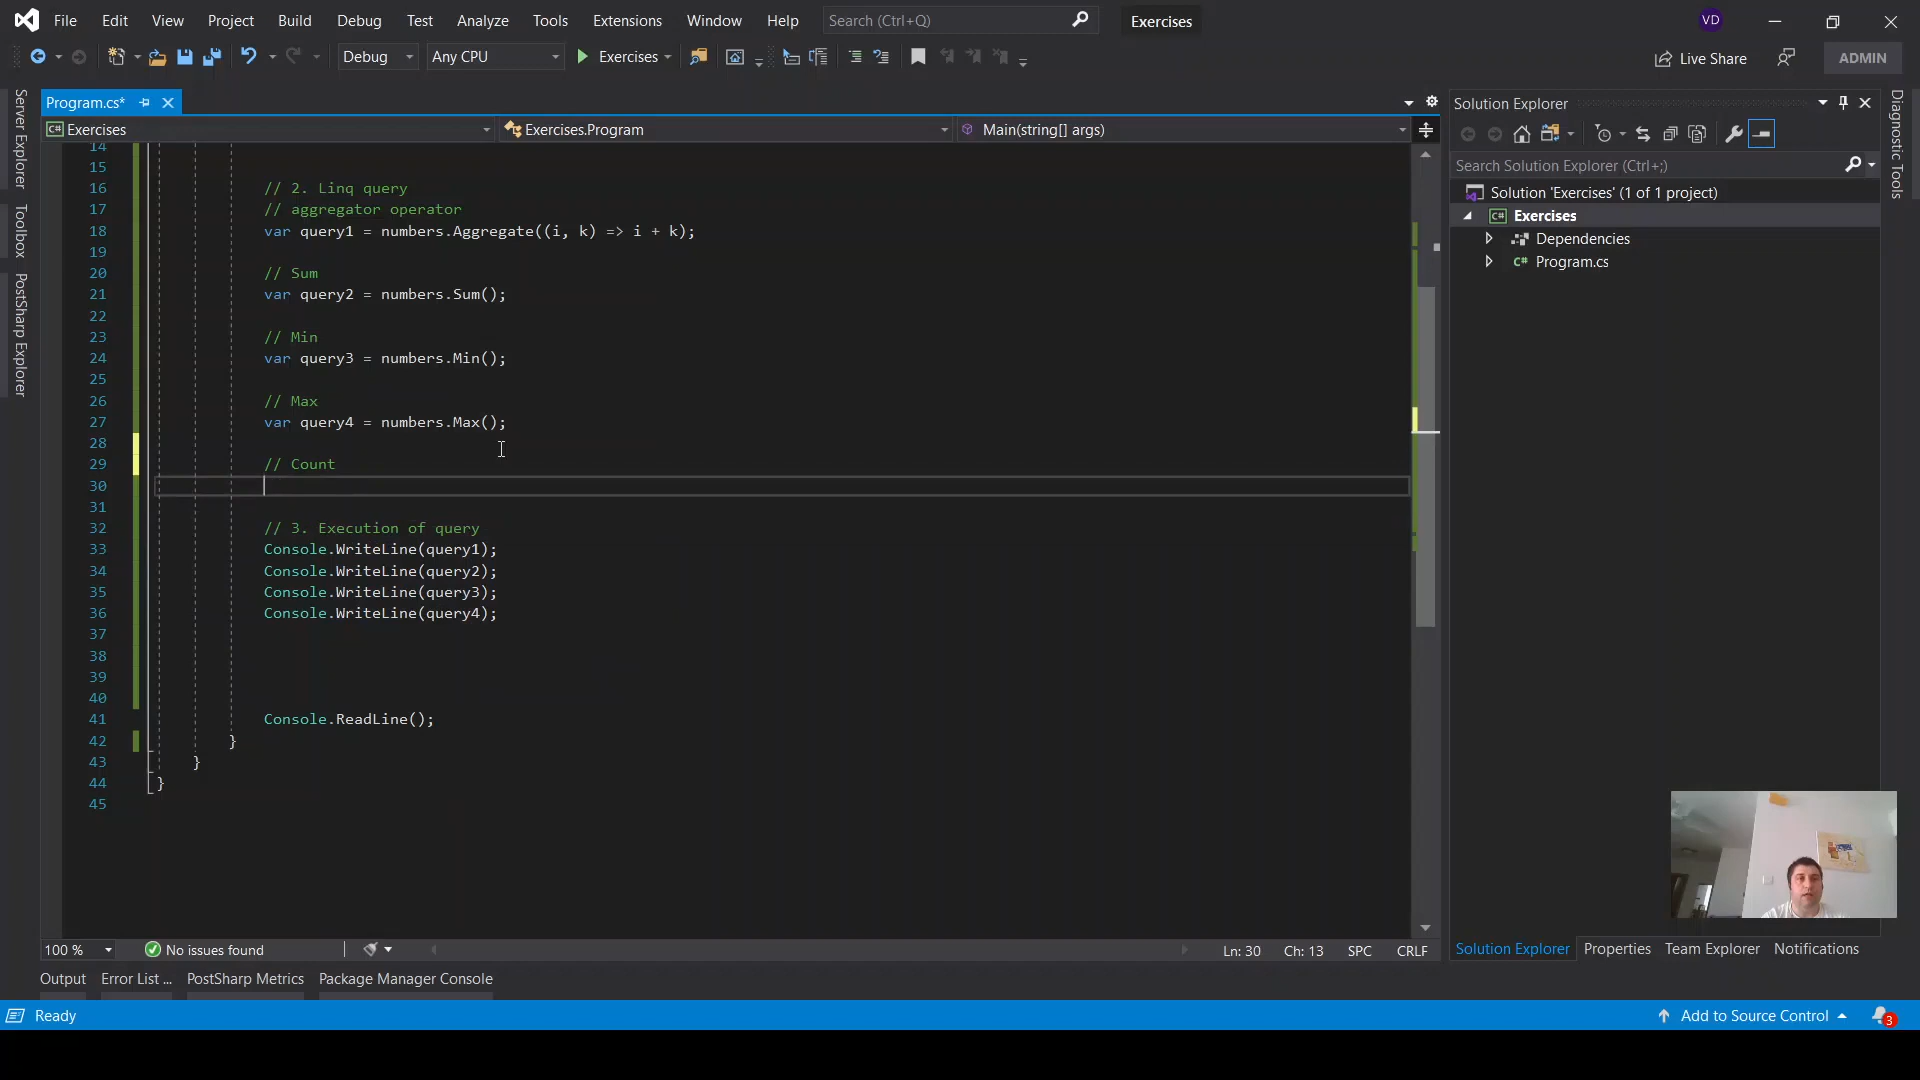 File Edit View Project Build Debug Test Analyze Tools Extensions Window Help Search (Ctrl+Q) Exercises VD
Debug Any CPU Exercises Live Share ADMIN
Server Explorer
Toolbox
PostSharp Explorer
Program.cs*
C# Exercises Exercises.Program Main(string[] args)
14
15
16 // 2. Linq query
17 // aggregator operator
18 var query1 = numbers.Aggregate((i, k) => i + k);
19
20 // Sum
21 var query2 = numbers.Sum();
22
23 // Min
24 var query3 = numbers.Min();
25
26 // Max
27 var query4 = numbers.Max();
28
29 // Count
30
31
32 // 3. Execution of query
33 Console.WriteLine(query1);
34 Console.WriteLine(query2);
35 Console.WriteLine(query3);
36 Console.WriteLine(query4);
37
38
39
40
41 Console.ReadLine();
42 }
43 }
44 }
45
100 % No issues found Ln: 30 Ch: 13 SPC CRLF
Solution Explorer
Search Solution Explorer (Ctrl+;)
Solution 'Exercises' (1 of 1 project)
C# Exercises
Dependencies
C# Program.cs
Solution Explorer Properties Team Explorer Notifications
Diagnostic Tools
Output Error List ... PostSharp Metrics Package Manager Console
Ready Add to Source Control 3